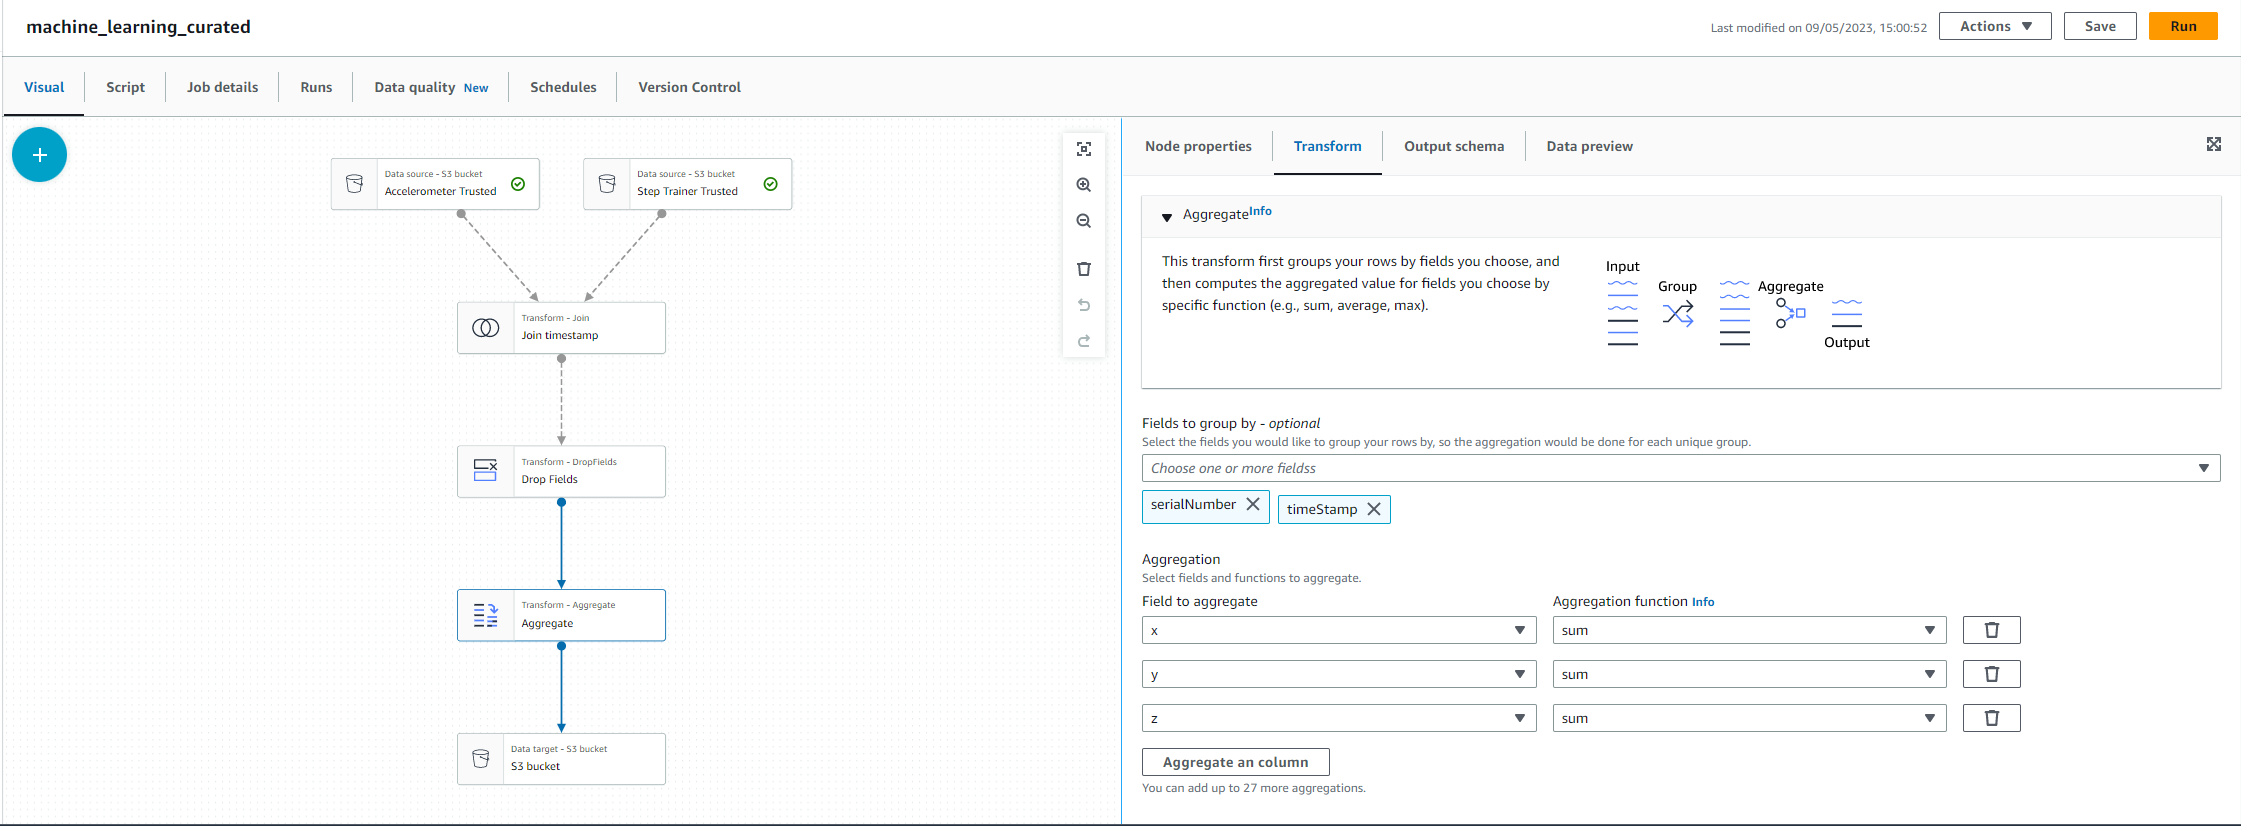 machine_learning_curated
Last modified on 09/05/2023, 15:00:52
Actions
Save
Run
Visual
Script
Job details
Runs
Data quality New
Schedules
Version Control
Data source - S3 bucket
Accelerometer Trusted
Data source - S3 bucket
Step Trainer Trusted
Transform - Join
Join timestamp
Transform - DropFields
Drop Fields
Transform - Aggregate
Aggregate
Data target - S3 bucket
S3 bucket
Node properties
Transform
Output schema
Data preview
Aggregate Info
This transform first groups your rows by fields you choose, and
then computes the aggregated value for fields you choose by
specific function (e.g., sum, average, max).
Input
Group
Aggregate
Output
Fields to group by - optional
Select the fields you would like to group your rows by, so the aggregation would be done for each unique group.
Choose one or more fieldss
serialNumber
timeStamp
Aggregation
Select fields and functions to aggregate.
Field to aggregate
Aggregation function Info
x
sum
y
sum
z
sum
Aggregate an column
You can add up to 27 more aggregations.